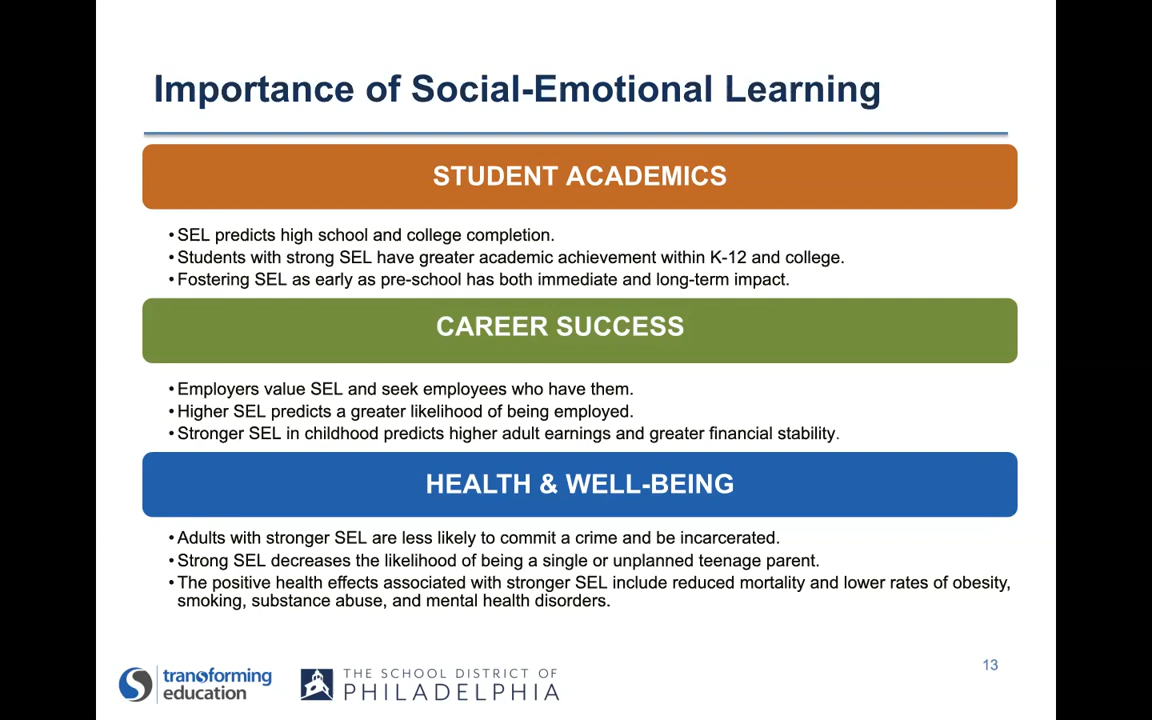 Importance of Social-Emotional Learning
STUDENT ACADEMICS
•SEL predicts high school and college completion.
•Students with strong SEL have greater academic achievement within K-12 and college.
•Fostering SEL as early as pre-school has both immediate and long-term impact.
CAREER SUCCESS
•Employers value SEL and seek employees who have them.
•Higher SEL predicts a greater likelihood of being employed.
•Stronger SEL in childhood predicts higher adult earnings and greater financial stability.
HEALTH & WELL-BEING
•Adults with stronger SEL are less likely to commit a crime and be incarcerated.
•Strong SEL decreases the likelihood of being a single or unplanned teenage parent.
•The positive health effects associated with stronger SEL include reduced mortality and lower rates of obesity,
smoking, substance abuse, and mental health disorders.
transforming
education
THE SCHOOL DISTRICT OF
PHILADELPHIA
13